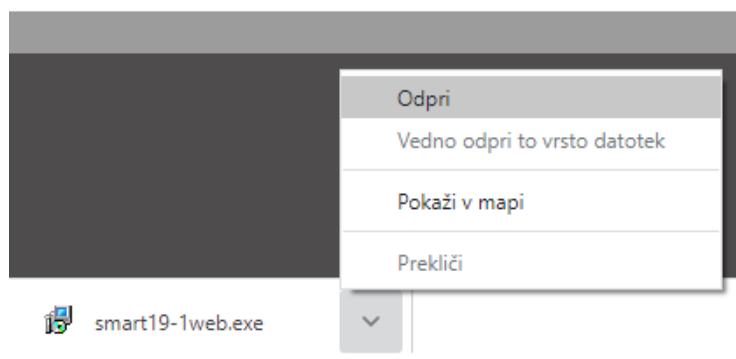 Odpri
Vedno odpri to vrsto datotek
Pokaži v mapi
Prekliči
smart19-1web.exe